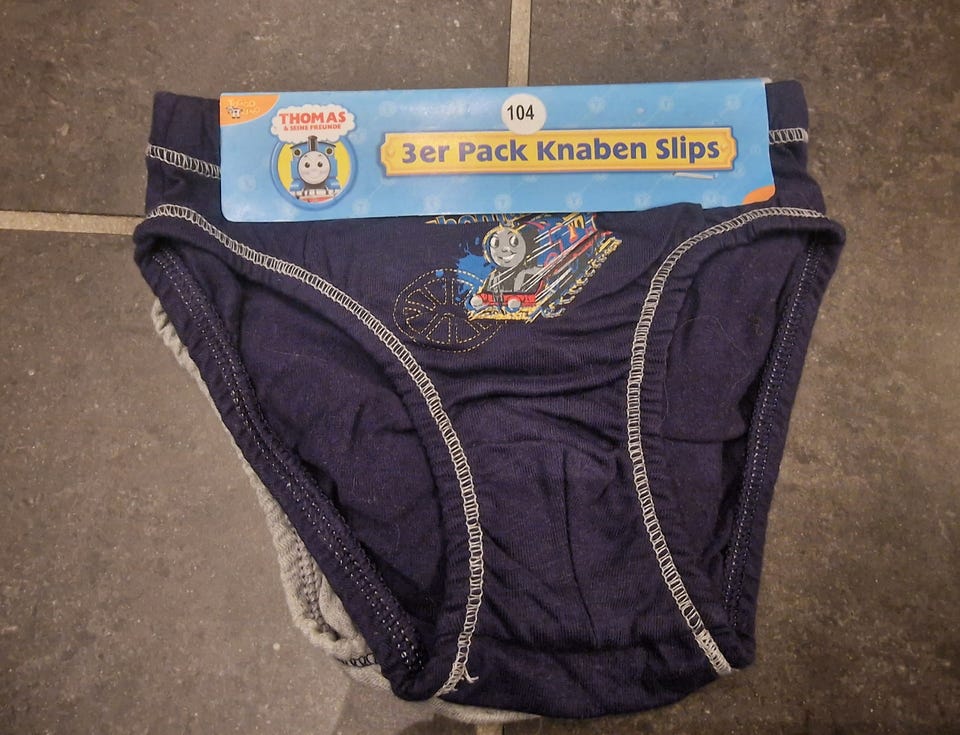 THOMAS
& SEINE FREUNDE
104
3er Pack Knaben Slips